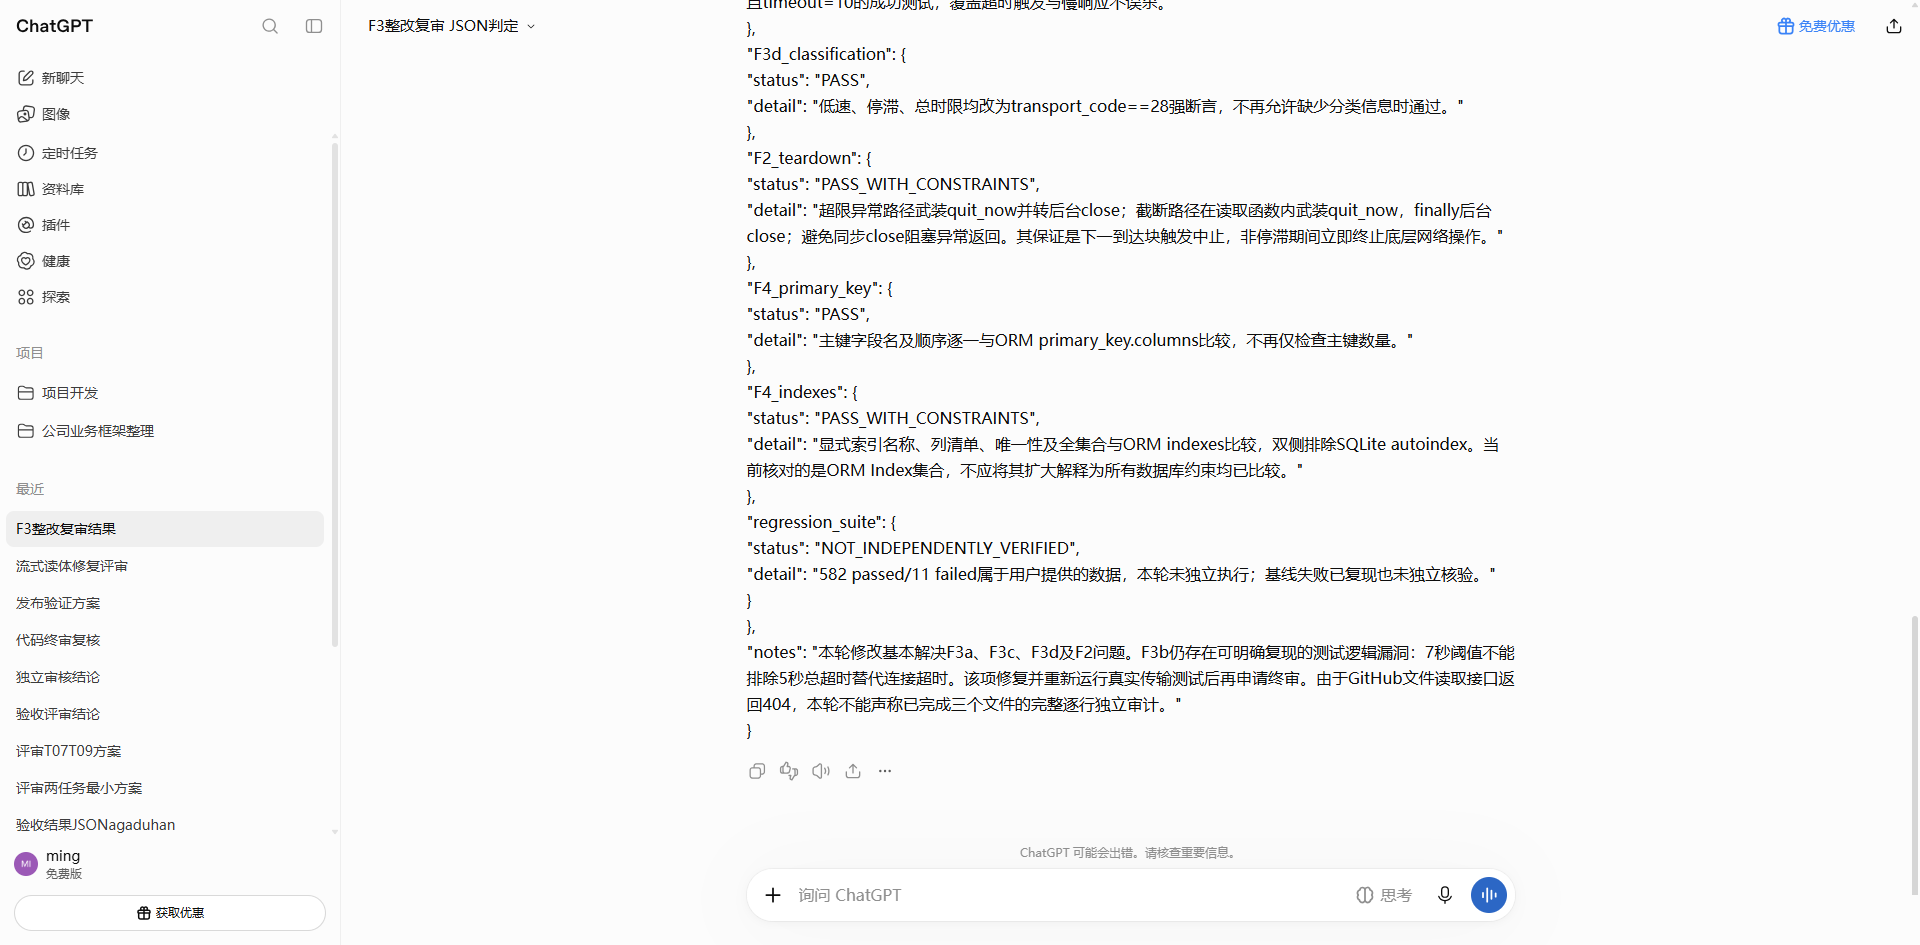 ChatGPT
新聊天
图像
定时任务
资料库
插件
健康
探索
项目
项目开发
公司业务框架整理
最近
F3整改复审结果
流式读体修复评审
发布验证方案
代码终审复核
独立审核结论
验收评审结论
评审T07T09方案
评审两任务最小方案
验收结果JSONagaduhan
MI
ming
免费版
获取优惠
F3整改复审 JSON判定
免费优惠
且timeout=10的成功测试，覆盖超时触发与慢响应不误杀。
},
"F3d_classification": {
"status": "PASS",
"detail": "低速、停滞、总时限均改为transport_code==28强断言，不再允许缺少分类信息时通过。"
},
"F2_teardown": {
"status": "PASS_WITH_CONSTRAINTS",
"detail": "超限异常路径武装quit_now并转后台close；截断路径在读取函数内武装quit_now，finally后台
close；避免同步close阻塞异常返回。其保证是下一到达块触发中止，非停滞期间立即终止底层网络操作。"
},
"F4_primary_key": {
"status": "PASS",
"detail": "主键字段名及顺序逐一与ORM primary_key.columns比较，不再仅检查主键数量。"
},
"F4_indexes": {
"status": "PASS_WITH_CONSTRAINTS",
"detail": "显式索引名称、列清单、唯一性及全集合与ORM indexes比较，双侧排除SQLite autoindex。当
前核对的是ORM Index集合，不应将其扩大解释为所有数据库约束均已比较。"
},
"regression_suite": {
"status": "NOT_INDEPENDENTLY_VERIFIED",
"detail": "582 passed/11 failed属于用户提供的数据，本轮未独立执行；基线失败已复现也未独立核验。"
}
},
"notes": "本轮修改基本解决F3a、F3c、F3d及F2问题。F3b仍存在可明确复现的测试逻辑漏洞：7秒阈值不能
排除5秒总超时替代连接超时。该项修复并重新运行真实传输测试后再申请终审。由于GitHub文件读取接口返
回404，本轮不能声称已完成三个文件的完整逐行独立审计。"
}
ChatGPT 可能会出错。请核查重要信息。
询问 ChatGPT
思考